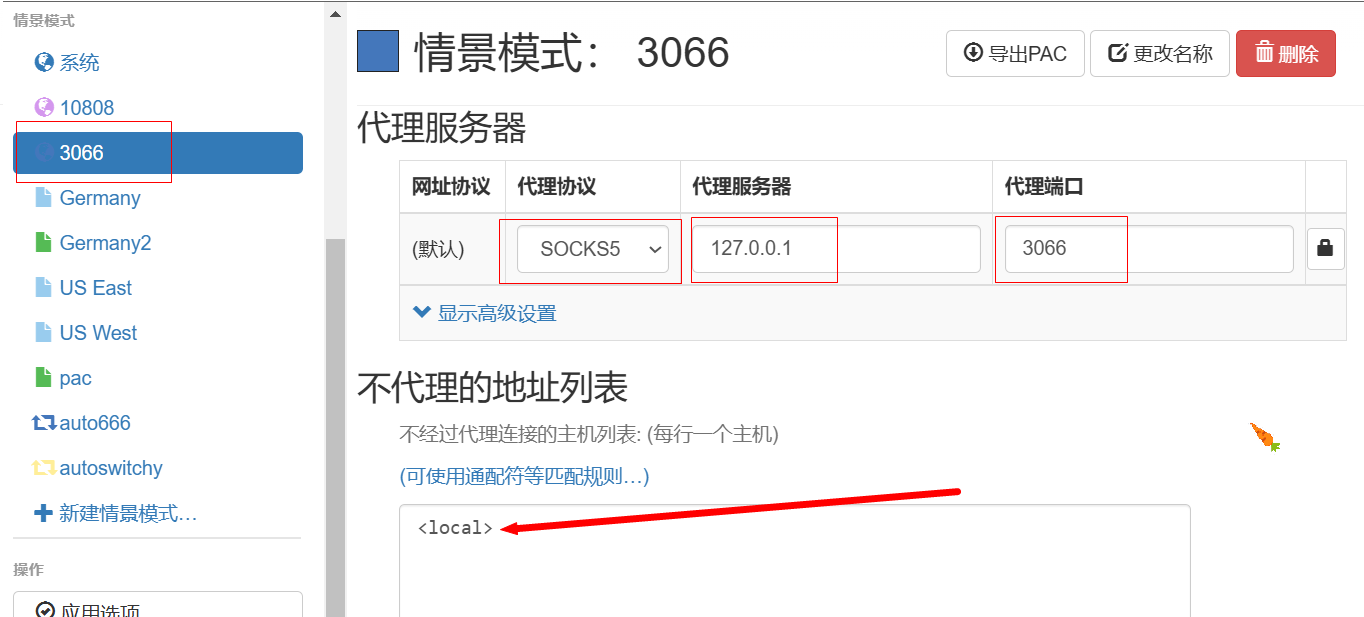 情景模式
系统
10808
3066
Germany
Germany2
US East
US West
pac
auto666
autoswitchy
新建情景模式…
操作
应用选项
情景模式： 3066
导出PAC
更改名称
删除
代理服务器
网址协议 代理协议 代理服务器 代理端口
(默认) SOCKS5 127.0.0.1 3066
显示高级设置
不代理的地址列表
不经过代理连接的主机列表: (每行一个主机)
(可使用通配符等匹配规则…)
<local>